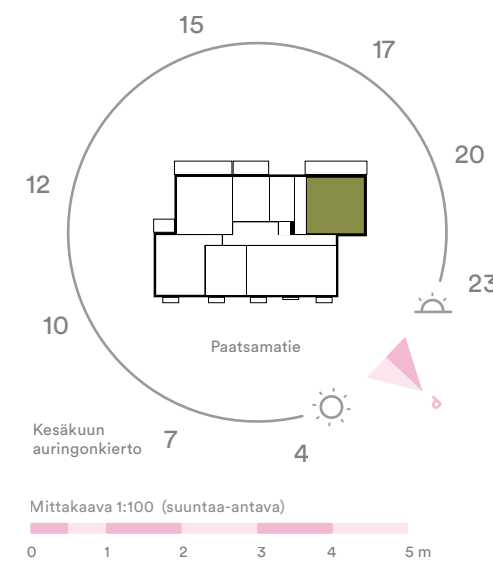 15
17
20
12
23
10
Paatsamatie
P
Kesäkuun
auringonkierto
7
4
Mittakaava 1:100 (suuntaa-antava)
0 1 2 3 4 5 m